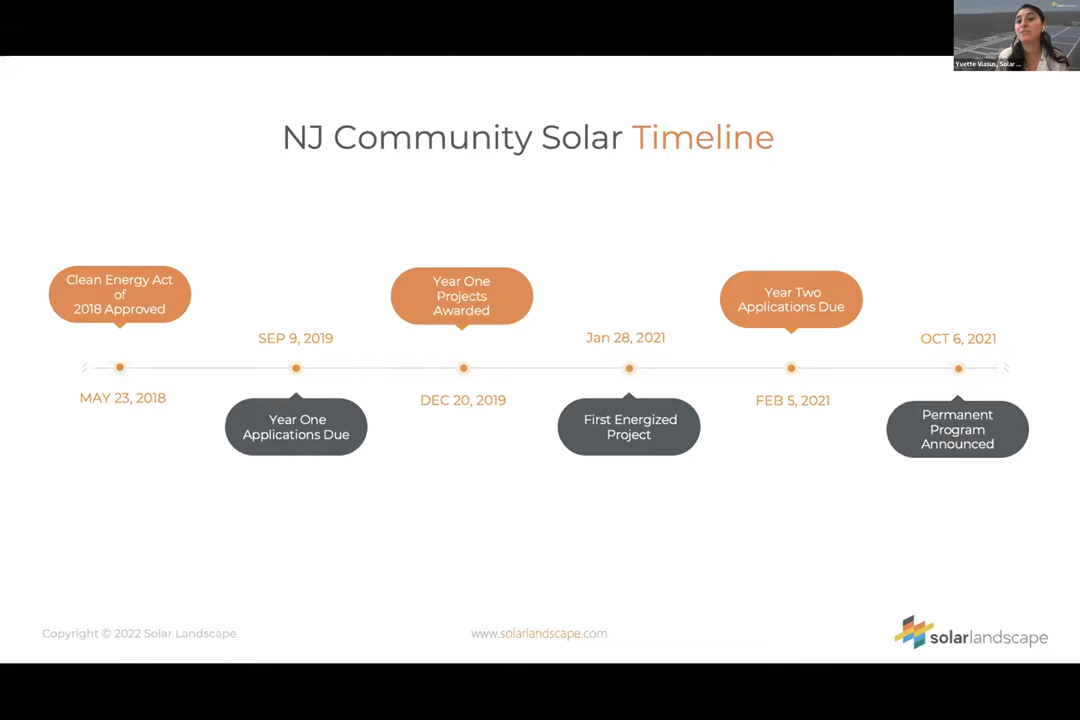 Yvette Viasus, Solar ...
NJ Community Solar Timeline
Clean Energy Act
of
2018 Approved
MAY 23, 2018
SEP 9, 2019
Year One
Applications Due
Year One
Projects
Awarded
DEC 20, 2019
Jan 28, 2021
First Energized
Project
Year Two
Applications Due
FEB 5, 2021
OCT 6, 2021
Permanent
Program
Announced
Copyright © 2022 Solar Landscape
www.solarlandscape.com
solarlandscape